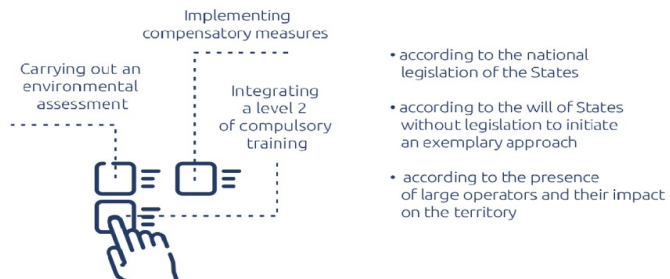 Implementing
compensatory measures
Carrying out an
environmental
assessment
Integrating
a level 2
of compulsory
training
• according to the national
legislation of the States
• according to the will of States
without legislation to initiate
an exemplary approach
• according to the presence
of large operators and their impact
on the territory